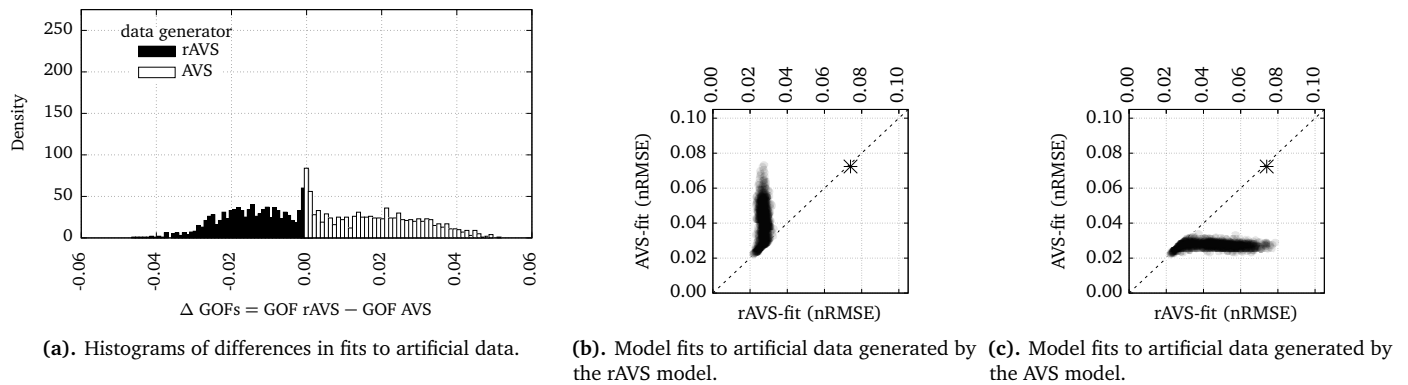 250
200
150
100
50
0
Density
data generator
rAVS
AVS
-0.06
-0.04
-0.02
0.00
0.02
0.04
0.06
Δ GOFs = GOF rAVS − GOF AVS
(a). Histograms of differences in fits to artificial data.
0.00
0.02
0.04
0.06
0.08
0.10
0.10
0.08
0.06
0.04
0.02
0.00
AVS-fit (nRMSE)
rAVS-fit (nRMSE)
(b). Model fits to artificial data generated by
the rAVS model.
0.00
0.02
0.04
0.06
0.08
0.10
0.10
0.08
0.06
0.04
0.02
0.00
AVS-fit (nRMSE)
rAVS-fit (nRMSE)
(c). Model fits to artificial data generated by
the AVS model.